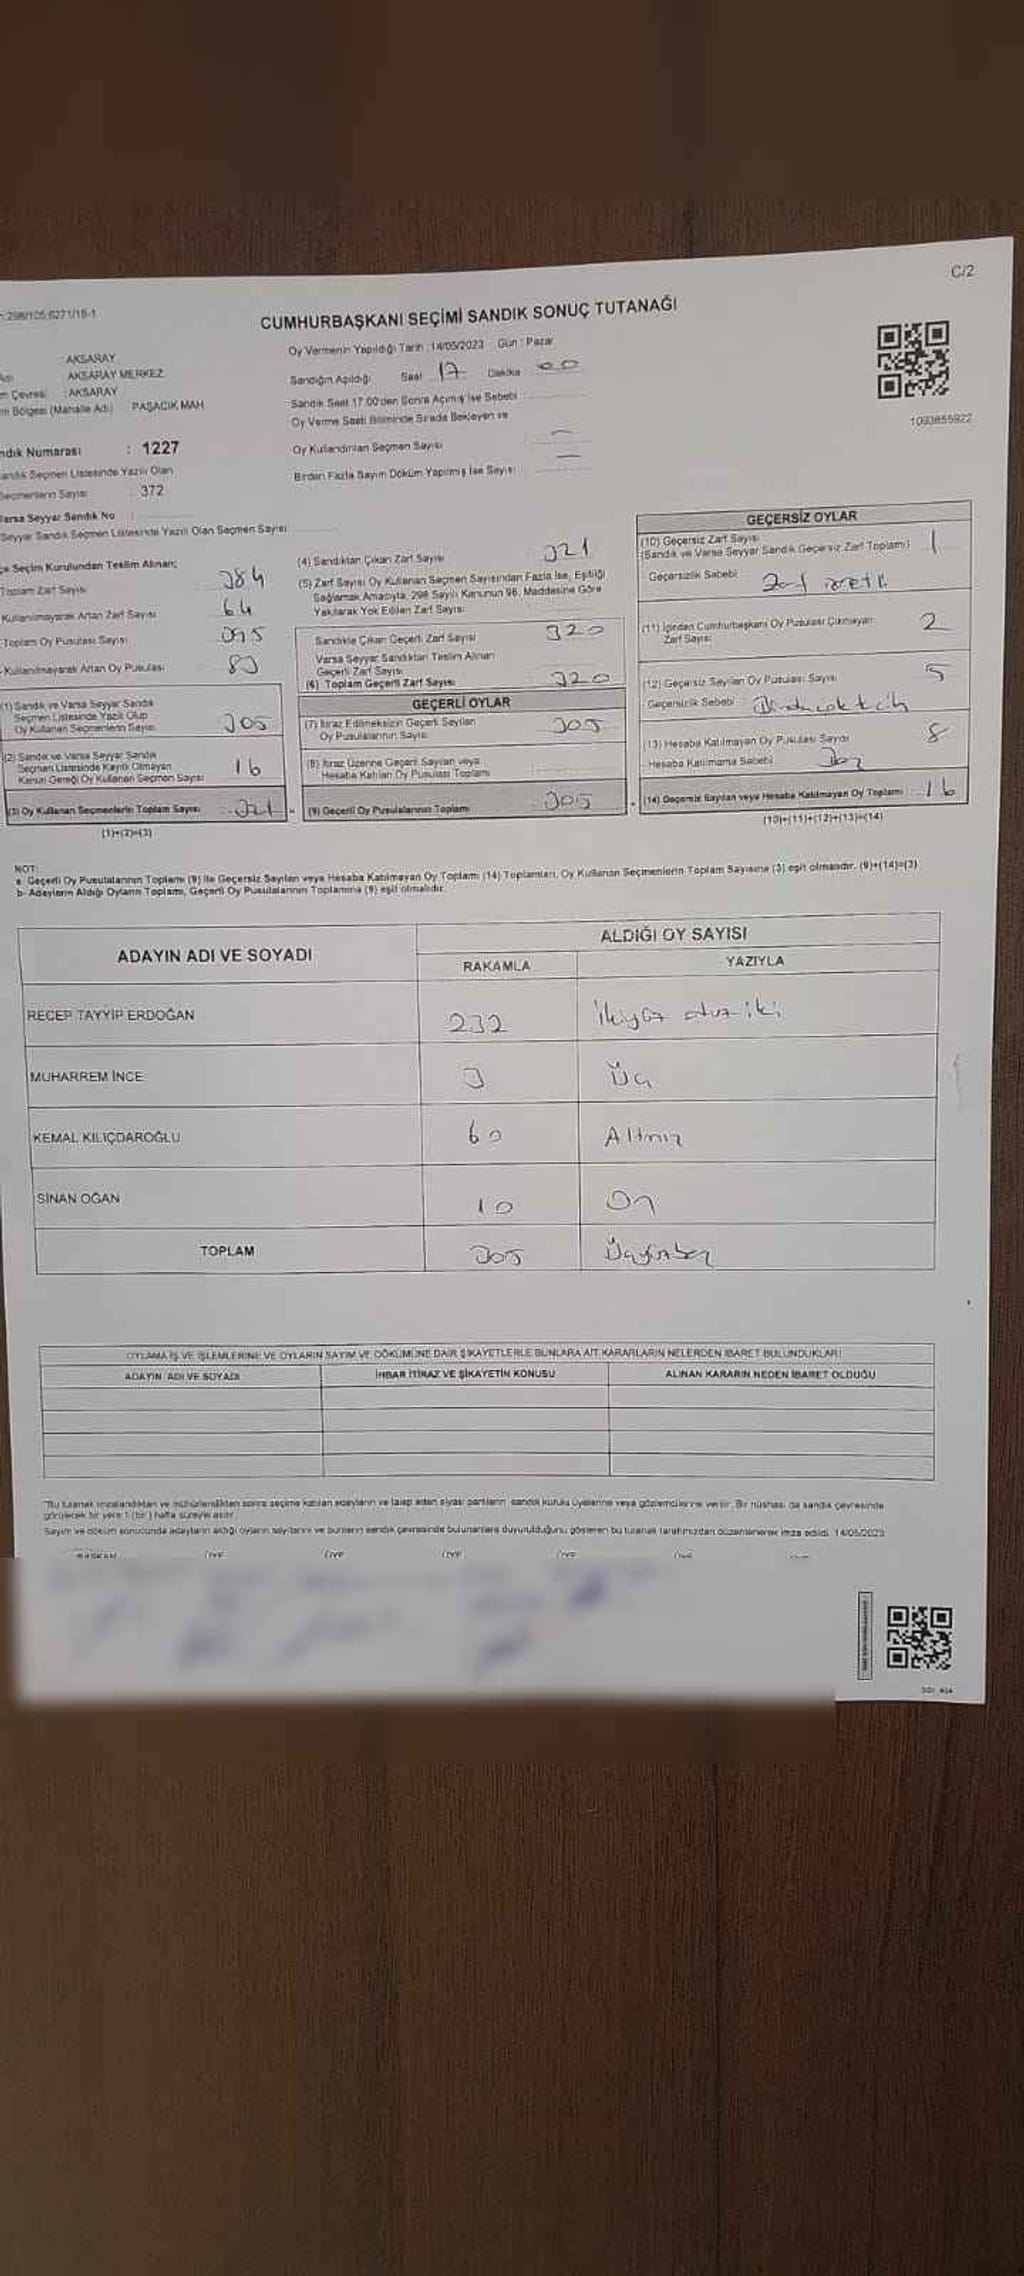 C/2
CUMHURBAŞKANI SEÇİMİ SANDIK SONUÇ TUTANAĞI
AKSARAY
AKSARAY MERKEZ
Çevresi : AKSARAY
Bölgesi (Mahalle Adı) PAŞACIK MAH
Numarası : 1227
Sandık Seçmen Listesinde Yazılı Olan
Seçmenlerin Sayısı : 372
Varsa Seyyar Sandık No :
Seyyar Sandık Seçmen Listesinde Yazılı Olan Seçmen Sayısı
Oy Vermenin Yapıldığı Tarih : 14/05/2023 Gün : Pazar
Sandığın Açıldığı Saat 17 Dakika 00
Sandık Saat 17:00'den Sonra Açılmış İse Sebebi :
Oy Verme Saati Bitiminde Sırada Bekleyen ve
Oy Kullandırılan Seçmen Sayısı : —
Birden Fazla Sayım Döküm Yapılmış İse Sayısı : —
1093855922
Seçim Kurulundan Teslim Alınan;
Toplam Zarf Sayısı 384
Kullanılmayarak Artan Zarf Sayısı 64
Toplam Oy Pusulası Sayısı
Kullanılmayarak Artan Oy Pusulası
(1) Sandık ve Varsa Seyyar Sandık
Seçmen Listesinde Yazılı Olup
Oy Kullanan Seçmenlerin Sayısı 305
(2) Sandık ve Varsa Seyyar Sandık
Seçmen Listesinde Kayıtlı Olmayan
Kanun Gereği Oy Kullanan Seçmen Sayısı 16
(3) Oy Kullanan Seçmenlerin Toplam Sayısı 321
(1)+(2)=(3)
(4) Sandıktan Çıkan Zarf Sayısı 321
(5) Zarf Sayısı Oy Kullanan Seçmen Sayısından Fazla İse, Eşitliği
Sağlamak Amacıyla, 298 Sayılı Kanunun 98. Maddesine Göre
Yakılarak Yok Edilen Zarf Sayısı
Sandıkta Çıkan Geçerli Zarf Sayısı 320
Varsa Seyyar Sandıktan Teslim Alınan
Geçerli Zarf Sayısı
(6) Toplam Geçerli Zarf Sayısı 320
GEÇERLİ OYLAR
(7) İtiraz Edilmeksizin Geçerli Sayılan
Oy Pusulalarının Sayısı 305
(8) İtiraz Üzerine Geçerli Sayılan veya
Hesaba Katılan Oy Pusulası Toplamı
(9) Geçerli Oy Pusulalarının Toplamı 305
GEÇERSİZ OYLAR
(10) Geçersiz Zarf Sayısı
(Sandık ve Varsa Seyyar Sandık Geçersiz Zarf Toplamı) 1
Geçersizlik Sebebi
(11) İçinden Cumhurbaşkanı Oy Pusulası Çıkmayan
Zarf Sayısı 2
(12) Geçersiz Sayılan Oy Pusulası Sayısı 5
Geçersizlik Sebebi
(13) Hesaba Katılmayan Oy Pusulası Sayısı 8
Hesaba Katılmama Sebebi
(14) Geçersiz Sayılan veya Hesaba Katılmayan Oy Toplamı 16
(10)+(11)+(12)+(13)=(14)
NOT:
a- Geçerli Oy Pusulalarının Toplamı (9) ile Geçersiz Sayılan veya Hesaba Katılmayan Oy Toplamı (14) Toplamları, Oy Kullanan Seçmenlerin Toplam Sayısına (3) eşit olmalıdır. (9)+(14)=(3)
b- Adayların Aldığı Oyların Toplamı, Geçerli Oy Pusulalarının Toplamına (9) eşit olmalıdır.
ADAYIN ADI VE SOYADI
ALDIĞI OY SAYISI
RAKAMLA YAZIYLA
RECEP TAYYİP ERDOĞAN 232 İkiyüz otuz iki
MUHARREM İNCE 3 Üç
KEMAL KILIÇDAROĞLU 60 Altmış
SİNAN OĞAN 10 On
TOPLAM 305 Üçyüzbeş
OYLAMA İŞ VE İŞLEMLERİNE VE OYLARIN SAYIM VE DÖKÜMÜNE DAİR ŞİKAYETLERLE BUNLARA AİT KARARLARIN NELERDEN İBARET BULUNDUKLARI
ADAYIN ADI VE SOYADI İHBAR İTİRAZ VE ŞİKAYETİN KONUSU ALINAN KARARIN NEDEN İBARET OLDUĞU
"Bu tutanak imzalandıktan ve mühürlendikten sonra seçime katılan adayların ve talep eden siyasi partilerin sandık kurulu üyelerine veya gözlemcilerine verilir. Bir nüshası da sandık çevresinde
görülecek bir yere 1 (bir) hafta süreyle asılır.
Sayım ve döküm sonucunda adayların aldığı oyların sayılarını ve bunların sandık çevresinde bulunanlara duyurulduğunu gösteren bu tutanak tarafımızdan düzenlenerek imza edildi. 14/05/2023
BAŞKAN ÜYE ÜYE ÜYE ÜYE ÜYE